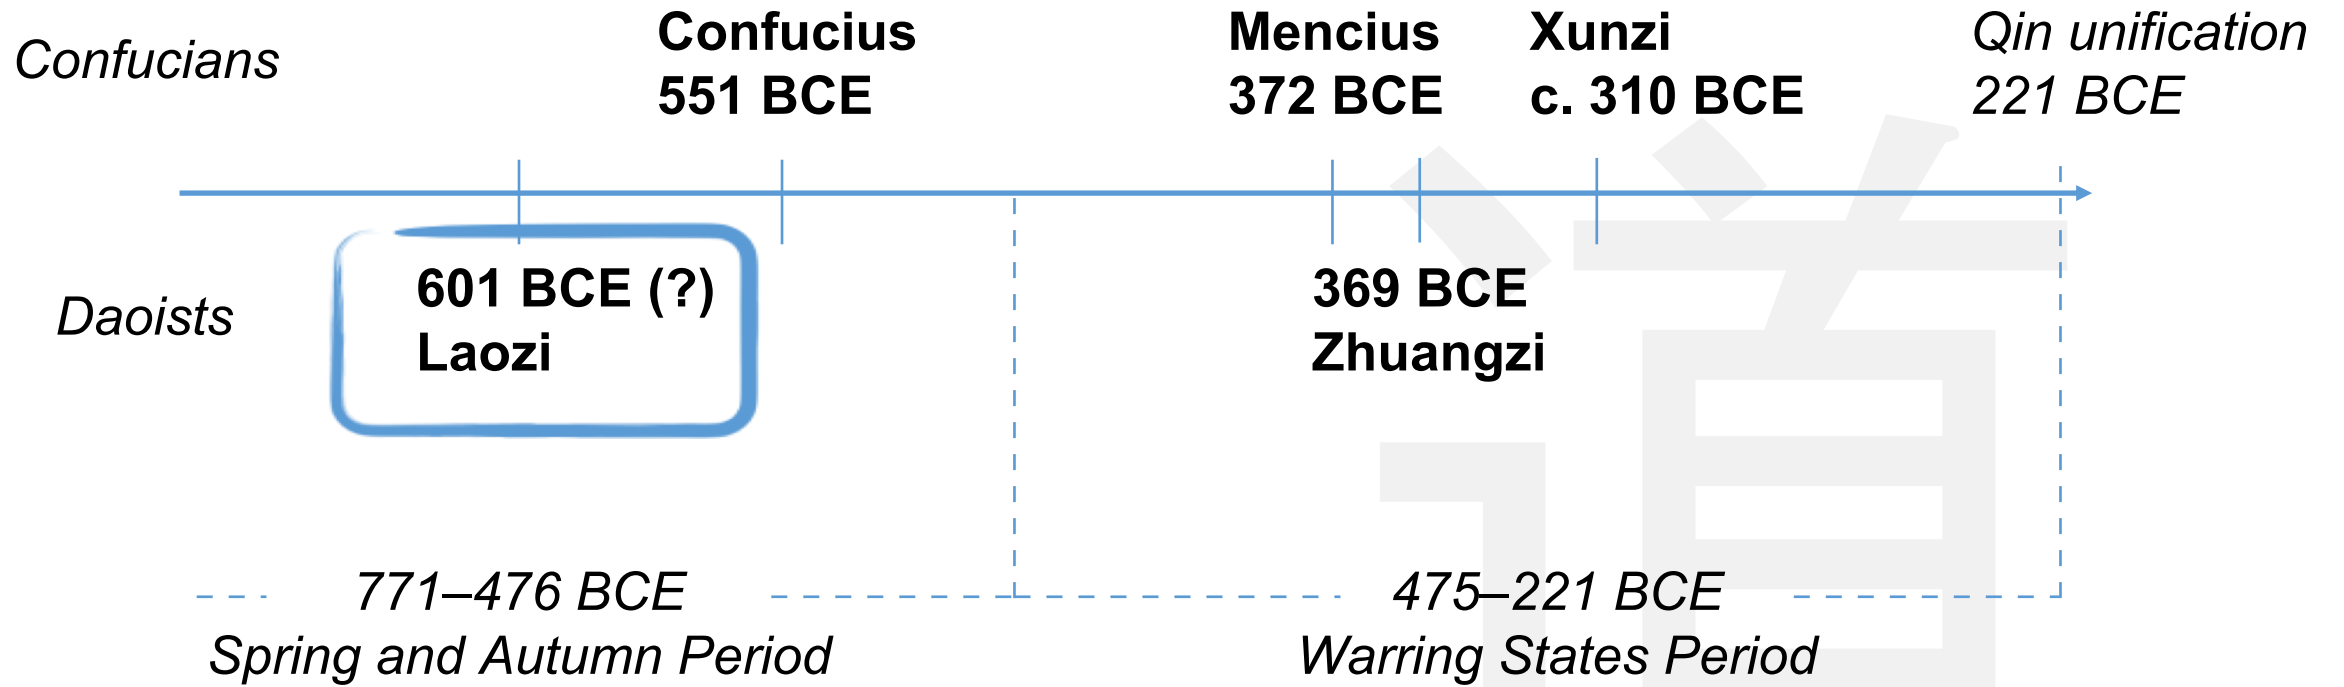 Confucians
Confucius
551 BCE
Mencius
372 BCE
Xunzi
c. 310 BCE
Qin unification
221 BCE
Daoists
601 BCE (?)
Laozi
369 BCE
Zhuangzi
771–476 BCE
Spring and Autumn Period
475–221 BCE
Warring States Period
道